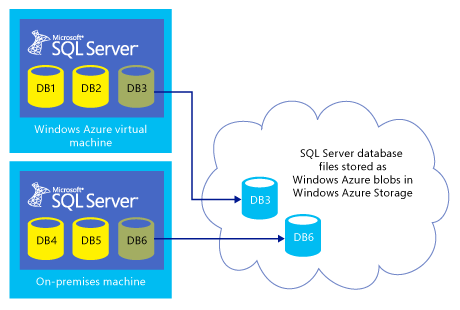 Microsoft®
SQL Server®
DB1 DB2 DB3
Windows Azure virtual
machine
Microsoft®
SQL Server®
DB4 DB5 DB6
On-premises machine
SQL Server database
files stored as
Windows Azure blobs in
Windows Azure Storage
DB3
DB6